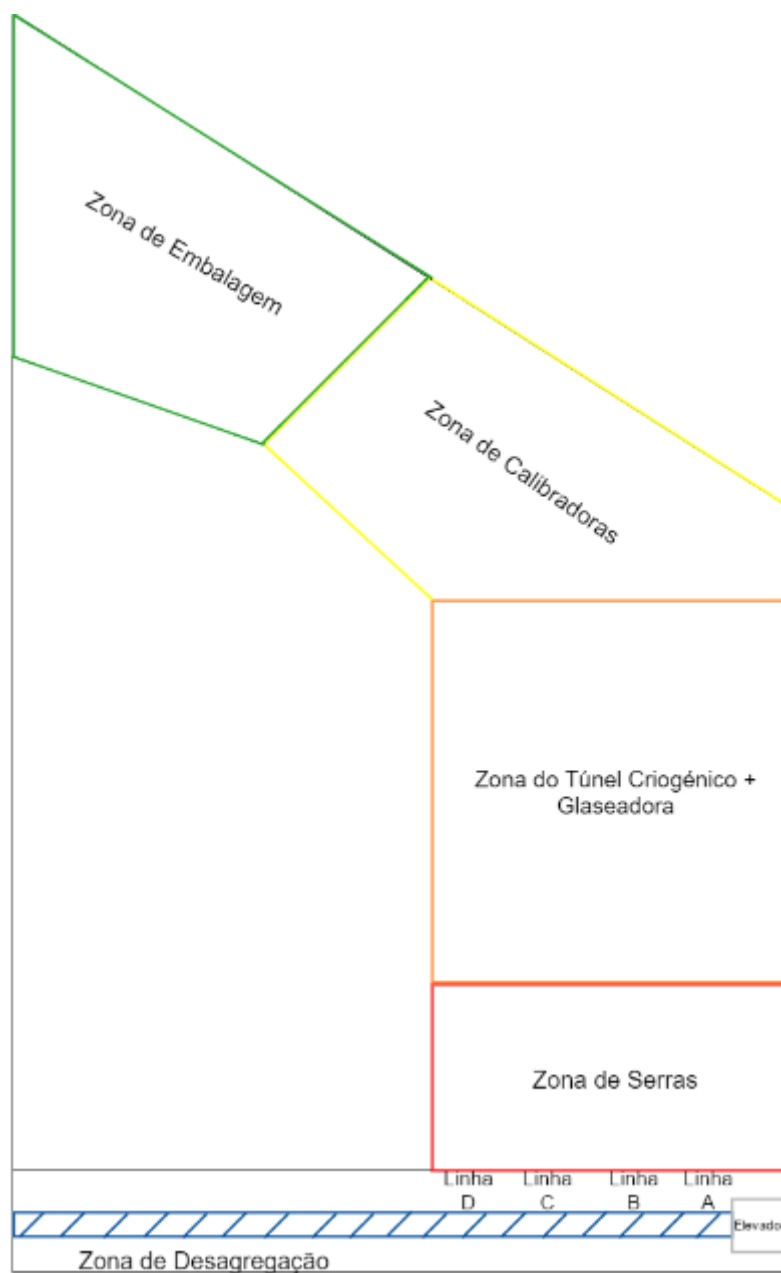 Zona de Embalagem
Zona de Calibradoras
Zona do Túnel Criogénico +
Glaseadora
Zona de Serras
Linha D
Linha C
Linha B
Linha A
Elevado
Zona de Desagregação